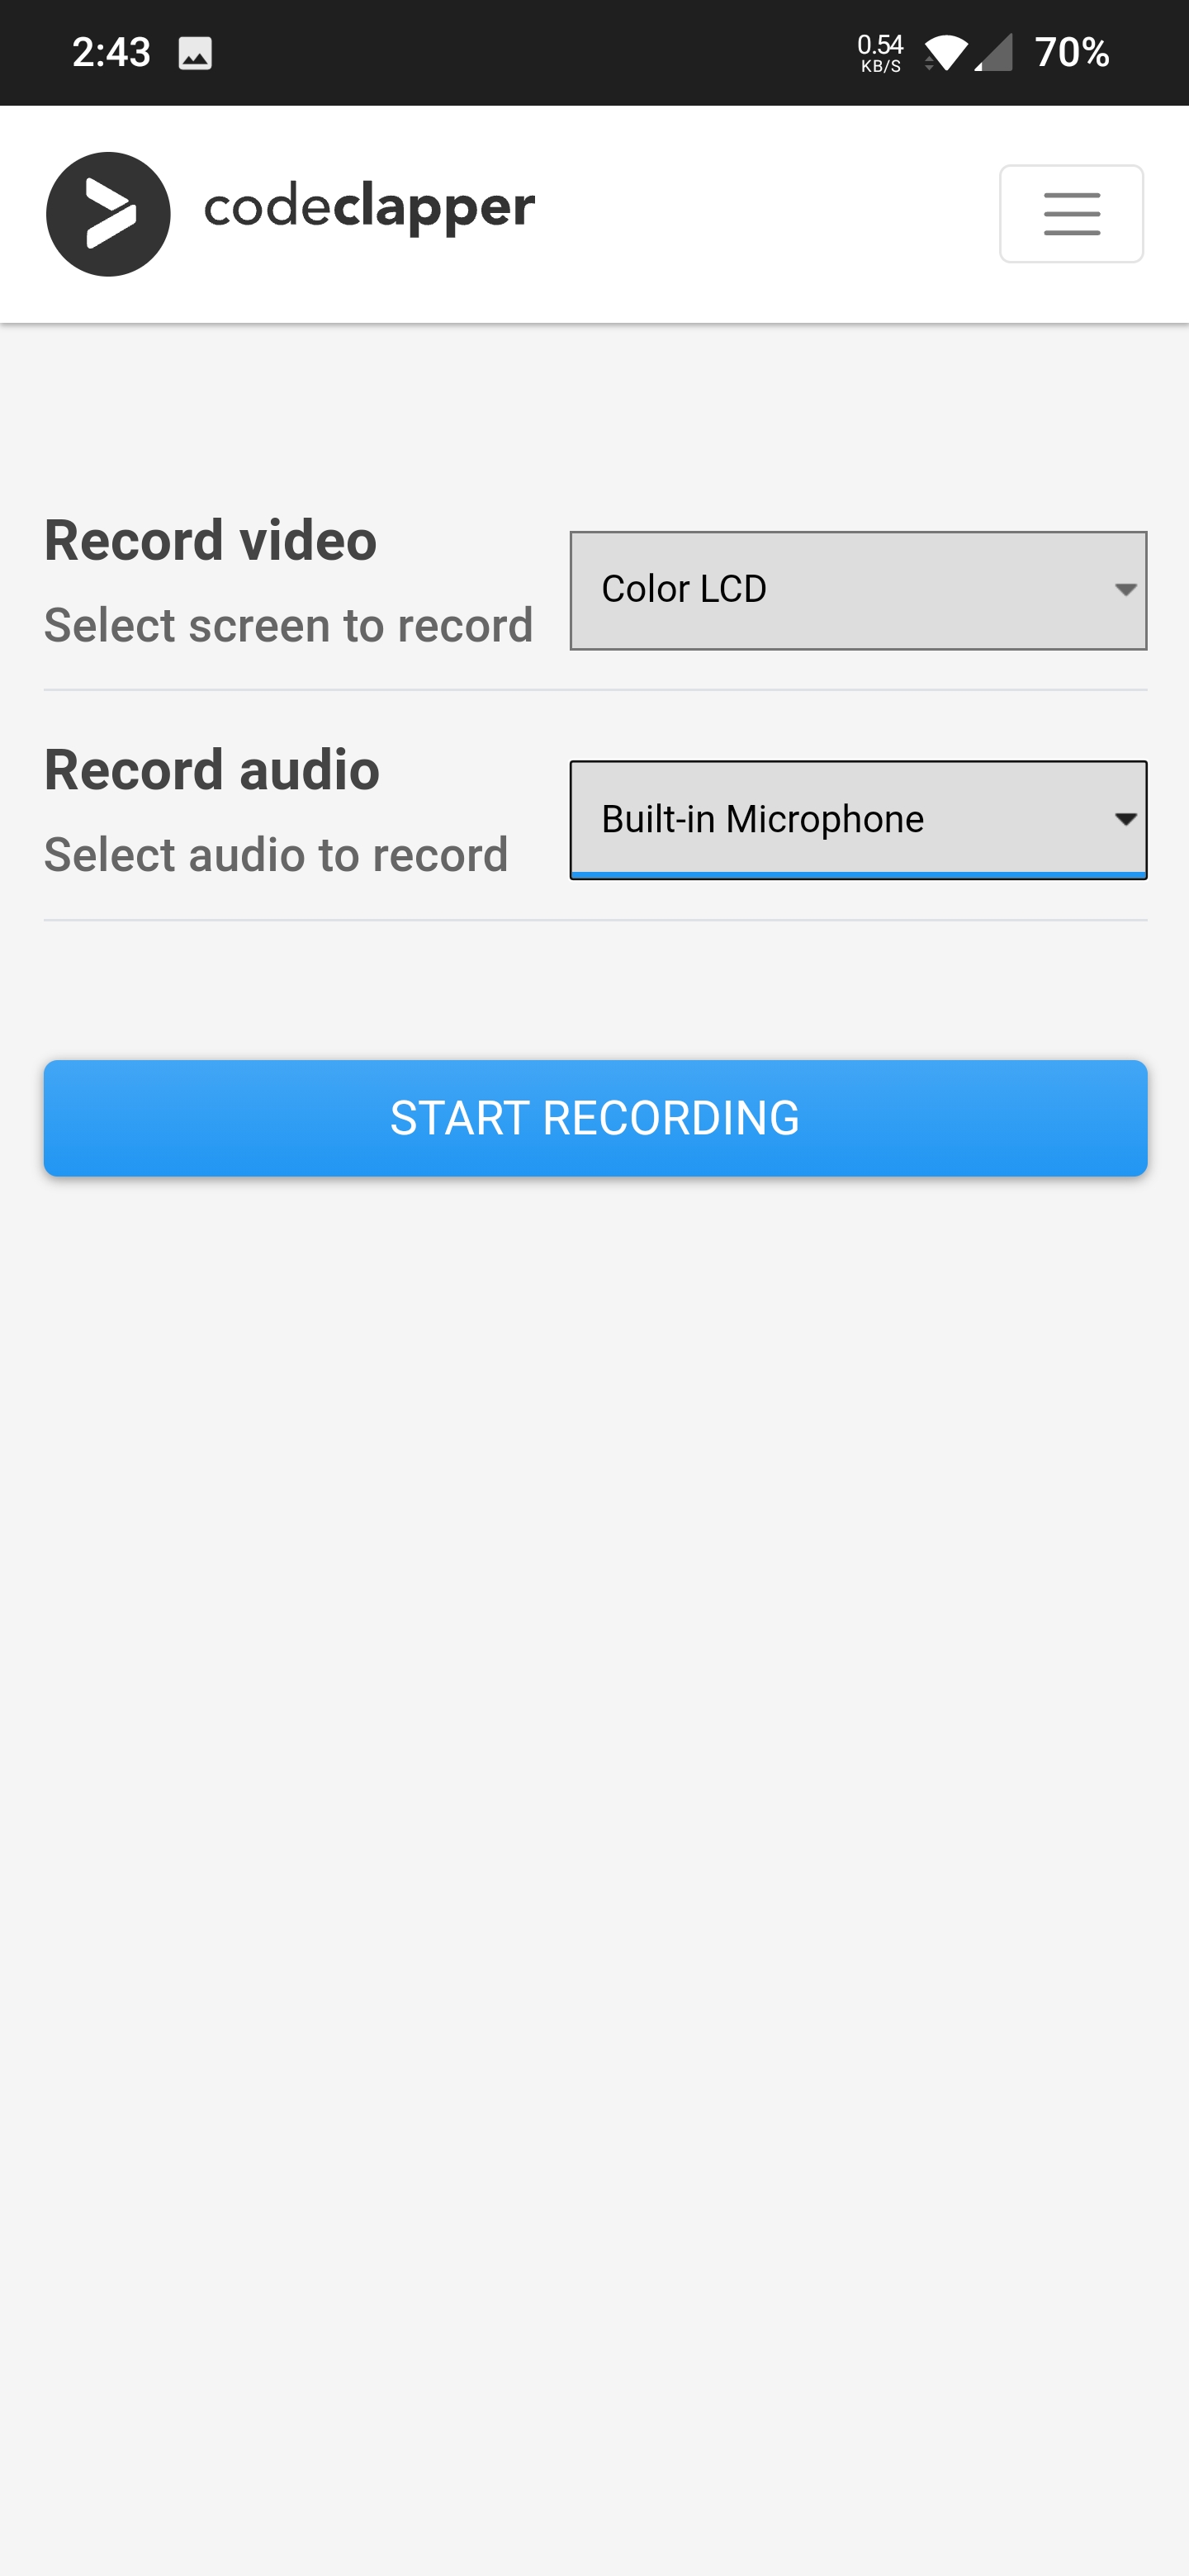 2:43
0.54
KB/S
70%
codeclapper
Record video
Select screen to record
Color LCD
Record audio
Select audio to record
Built-in Microphone
START RECORDING